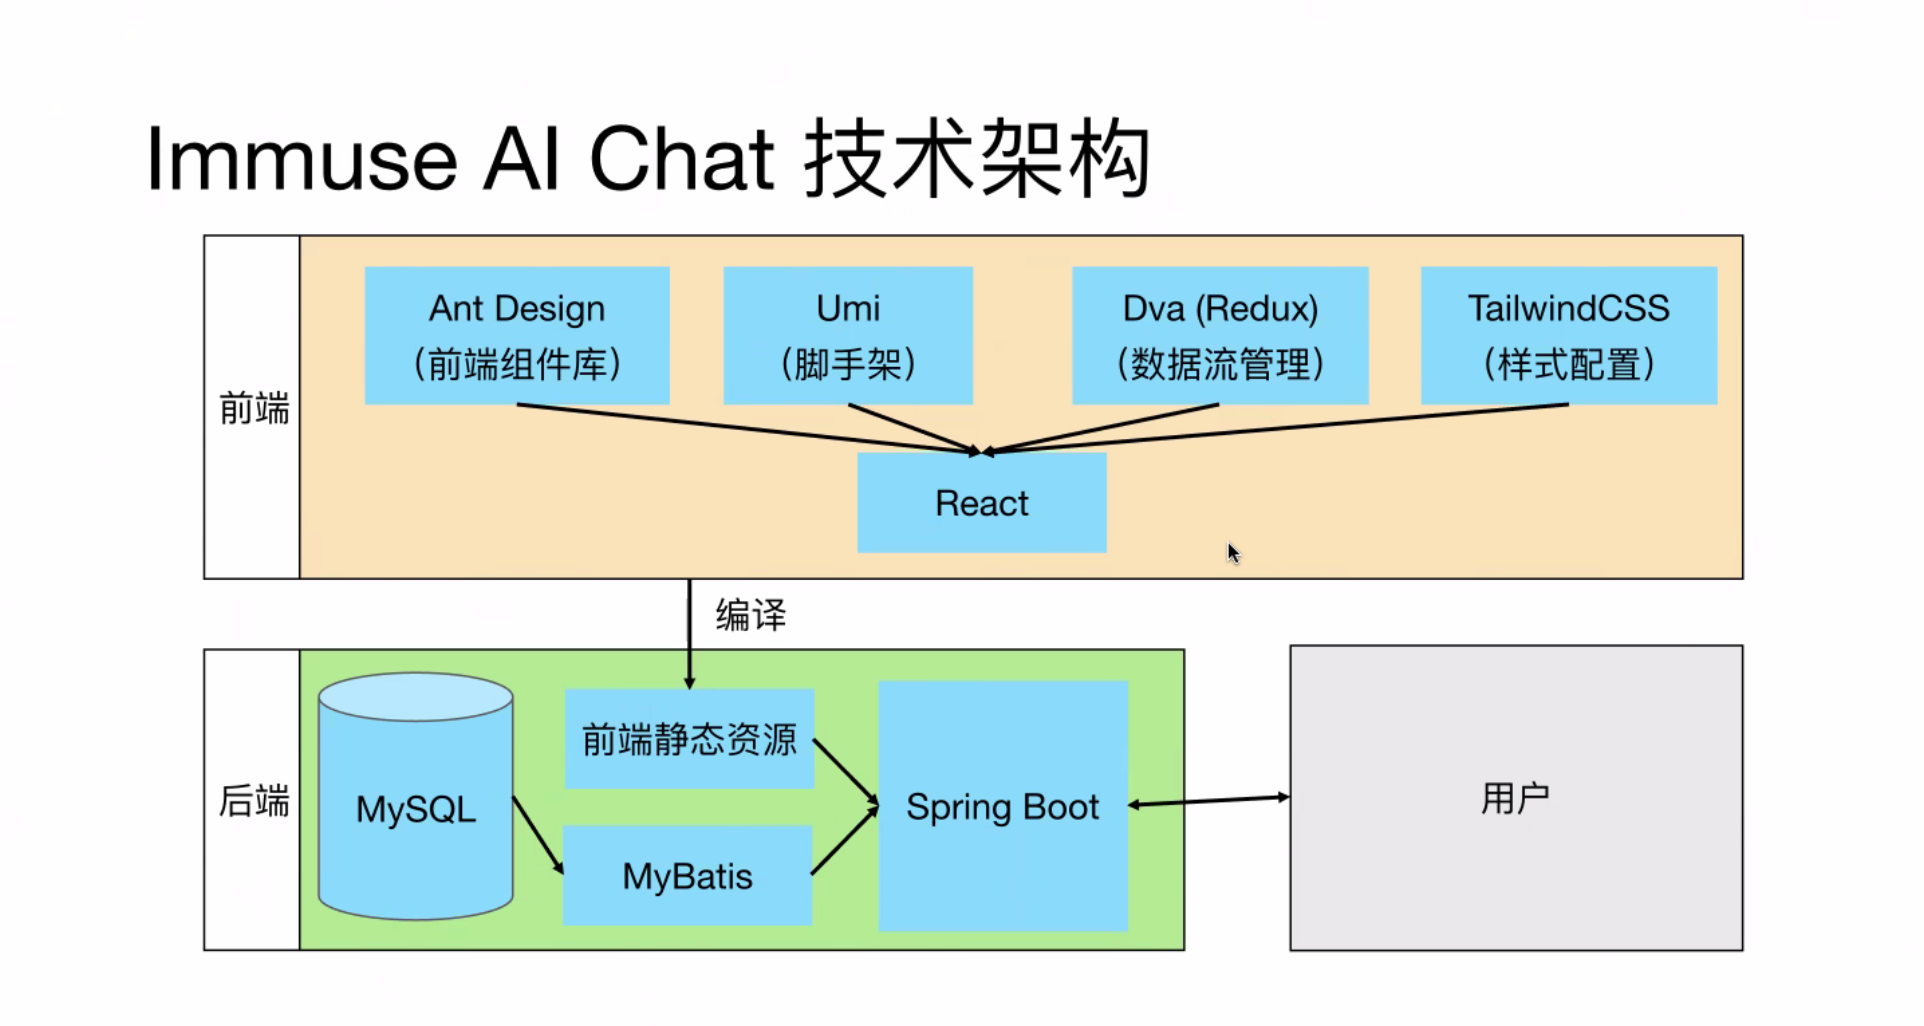 Immuse AI Chat 技术架构
前端
Ant Design
（前端组件库）
Umi
（脚手架）
Dva (Redux)
（数据流管理）
TailwindCSS
（样式配置）
React
编译
后端
MySQL
前端静态资源
MyBatis
Spring Boot
用户